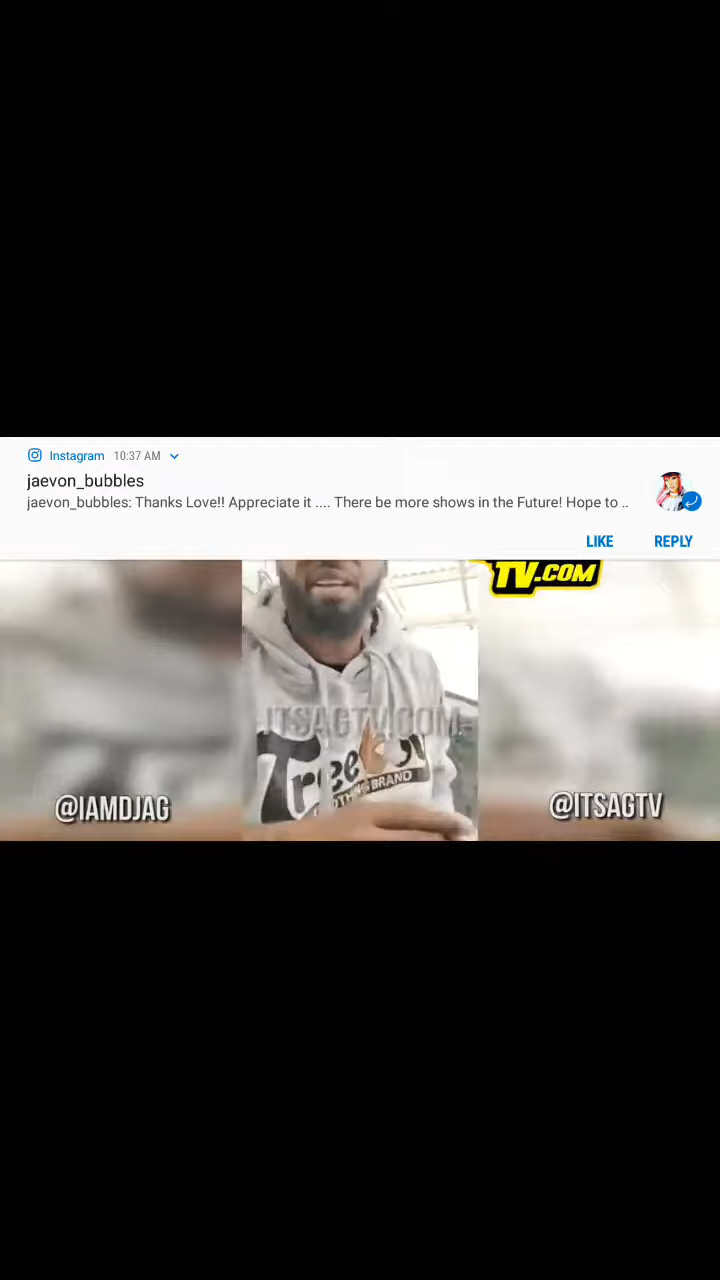 Instagram 10:37 AM
jaevon_bubbles
jaevon_bubbles: Thanks Love!! Appreciate it .... There be more shows in the Future! Hope to ..
LIKE REPLY
TV.COM
ITSAGTV.COM
Tree
BRAND
@IAMDJAG
@ITSAGTV